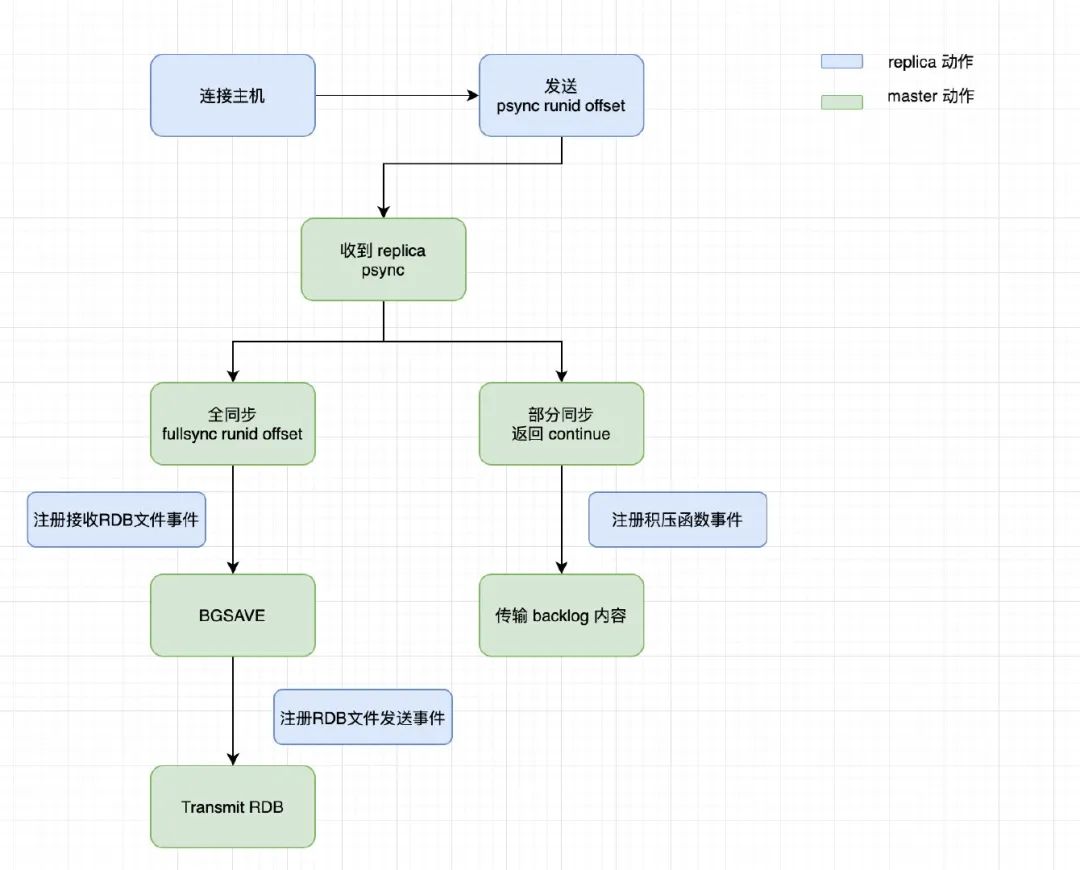 连接主机
发送
psync runid offset
replica 动作
master 动作
收到 replica
psync
全同步
fullsync runid offset
部分同步
返回 continue
注册接收RDB文件事件
注册积压函数事件
BGSAVE
传输 backlog 内容
注册RDB文件发送事件
Transmit RDB